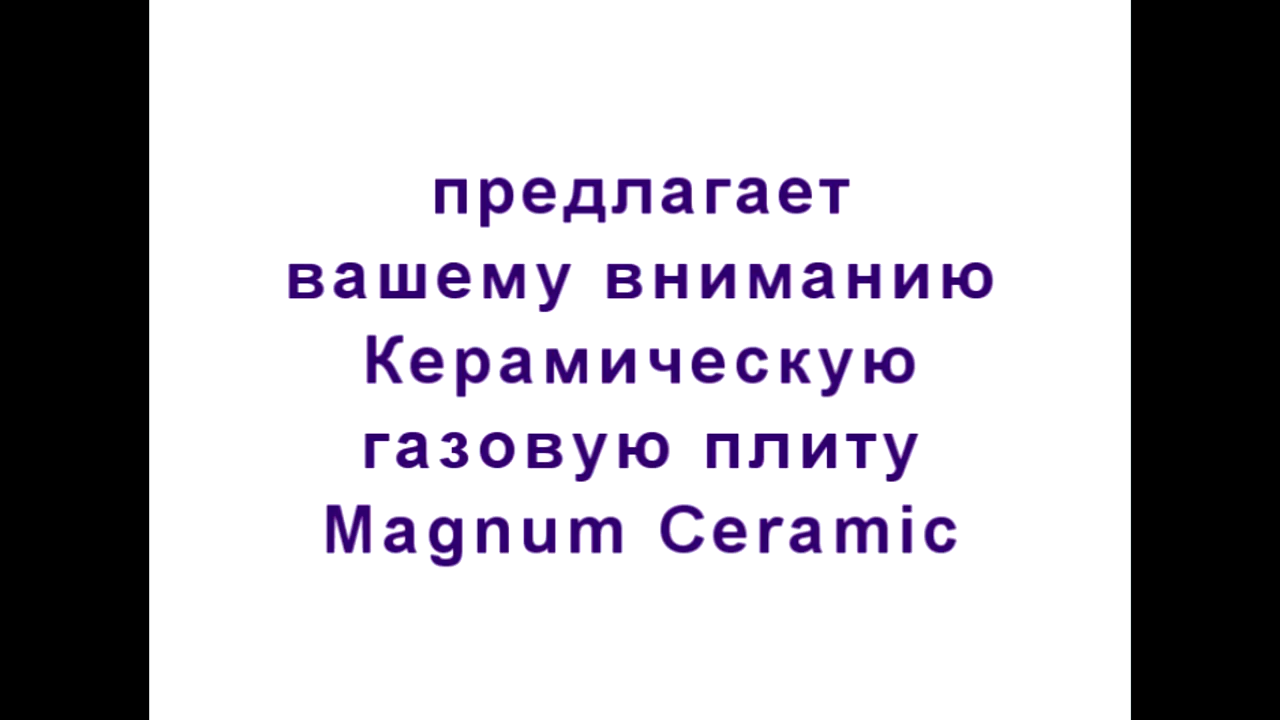 предлагает
вашему вниманию
Керамическую
газовую плиту
Magnum Ceramic